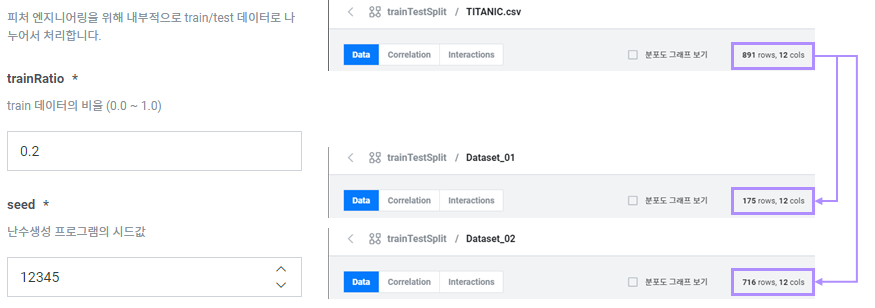 피처 엔지니어링을 위해 내부적으로 train/test 데이터로 나
누어서 처리합니다.
trainRatio *
train 데이터의 비율 (0.0 ~ 1.0)
0.2
seed *
난수생성 프로그램의 시드값
12345
trainTestSplit / TITANIC.csv
Data Correlation Interactions 분포도 그래프 보기 891 rows, 12 cols
trainTestSplit / Dataset_01
Data Correlation Interactions 분포도 그래프 보기 175 rows, 12 cols
trainTestSplit / Dataset_02
Data Correlation Interactions 분포도 그래프 보기 716 rows, 12 cols